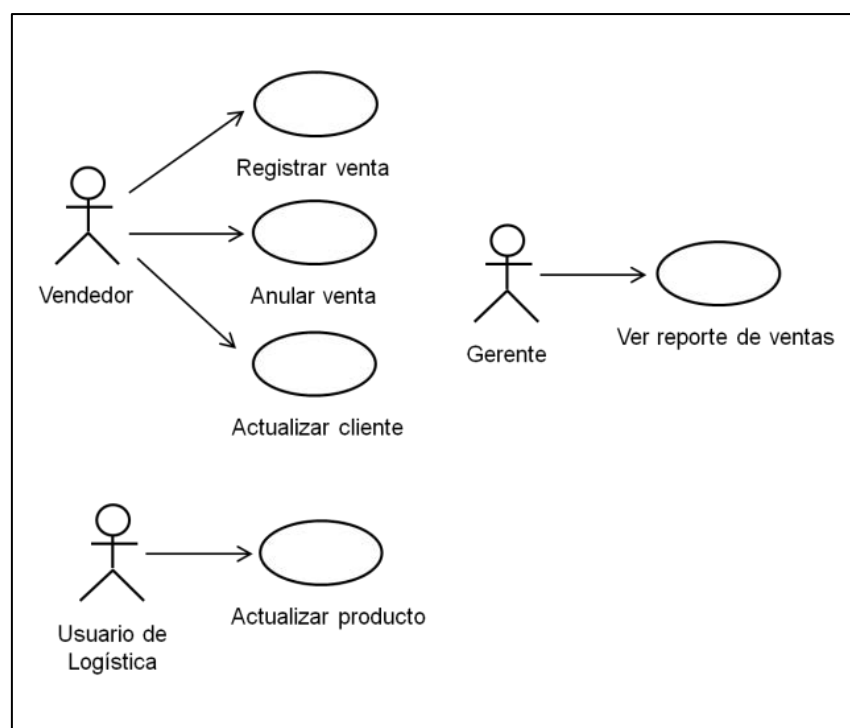 Registrar venta
Vendedor
Anular venta
Actualizar cliente
Gerente
Ver reporte de ventas
Usuario de
Logística
Actualizar producto